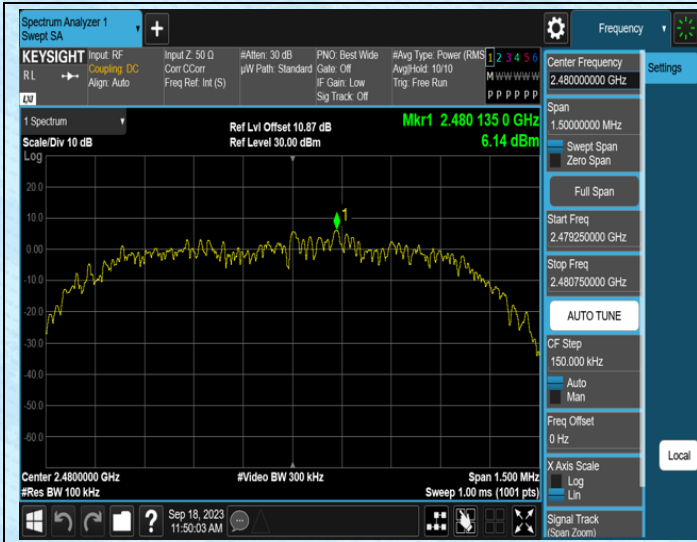 Spectrum Analyzer 1
Swept SA
+
Frequency
KEYSIGHT
RL
LXI
Input: RF
Coupling: DC
Align: Auto
Input Z: 50 Ω
Corr CCorr
Freq Ref: Int (S)
#Atten: 30 dB
µW Path: Standard
PNO: Best Wide
Gate: Off
IF Gain: Low
Sig Track: Off
#Avg Type: Power (RMS
Avg|Hold: 10/10
Trig: Free Run
1 2 3 4 5 6
M W W W W W
P P P P P P
1 Spectrum
Scale/Div 10 dB
Log
Ref Lvl Offset 10.87 dB
Ref Level 30.00 dBm
Mkr1 2.480 135 0 GHz
6.14 dBm
20.0
10.0
0.00
-10.0
-20.0
-30.0
-40.0
-50.0
-60.0
1
Center 2.4800000 GHz
#Res BW 100 kHz
#Video BW 300 kHz
Span 1.500 MHz
Sweep 1.00 ms (1001 pts)
Sep 18, 2023
11:50:03 AM
?
Center Frequency
2.480000000 GHz
Span
1.50000000 MHz
Swept Span
Zero Span
Full Span
Start Freq
2.479250000 GHz
Stop Freq
2.480750000 GHz
AUTO TUNE
CF Step
150.000 kHz
Auto
Man
Freq Offset
0 Hz
X Axis Scale
Log
Lin
Signal Track
(Span Zoom)
Settings
Local